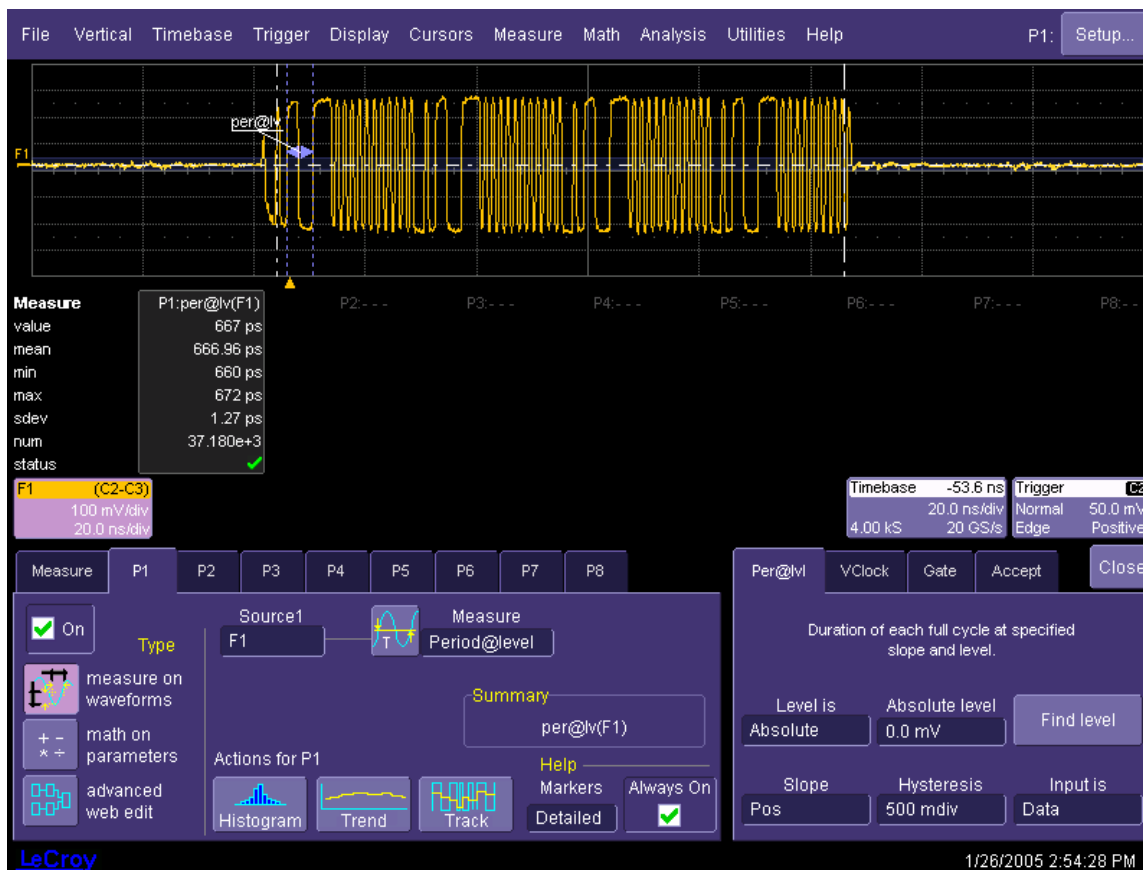 File Vertical Timebase Trigger Display Cursors Measure Math Analysis Utilities Help P1: Setup...
per@lv
F1
Measure P1:per@lv(F1) P2:- - - P3:- - - P4:- - - P5:- - - P6:- - - P7:- - - P8:- -
value 667 ps
mean 666.96 ps
min 660 ps
max 672 ps
sdev 1.27 ps
num 37.180e+3
status
F1 (C2-C3)
100 mV/div
20.0 ns/div
Timebase -53.6 ns
20.0 ns/div
4.00 kS 20 GS/s
Trigger C2
Normal 50.0 mV
Edge Positive
Measure P1 P2 P3 P4 P5 P6 P7 P8
On
Type
measure on
waveforms
math on
parameters
advanced
web edit
Source1
F1
T
Measure
Period@level
Summary
per@lv(F1)
Actions for P1
Histogram Trend Track
Help
Markers
Detailed
Always On
Per@lvl VClock Gate Accept Close
Duration of each full cycle at specified
slope and level.
Level is
Absolute
Absolute level
0.0 mV
Find level
Slope
Pos
Hysteresis
500 mdiv
Input is
Data
LeCroy
1/26/2005 2:54:28 PM